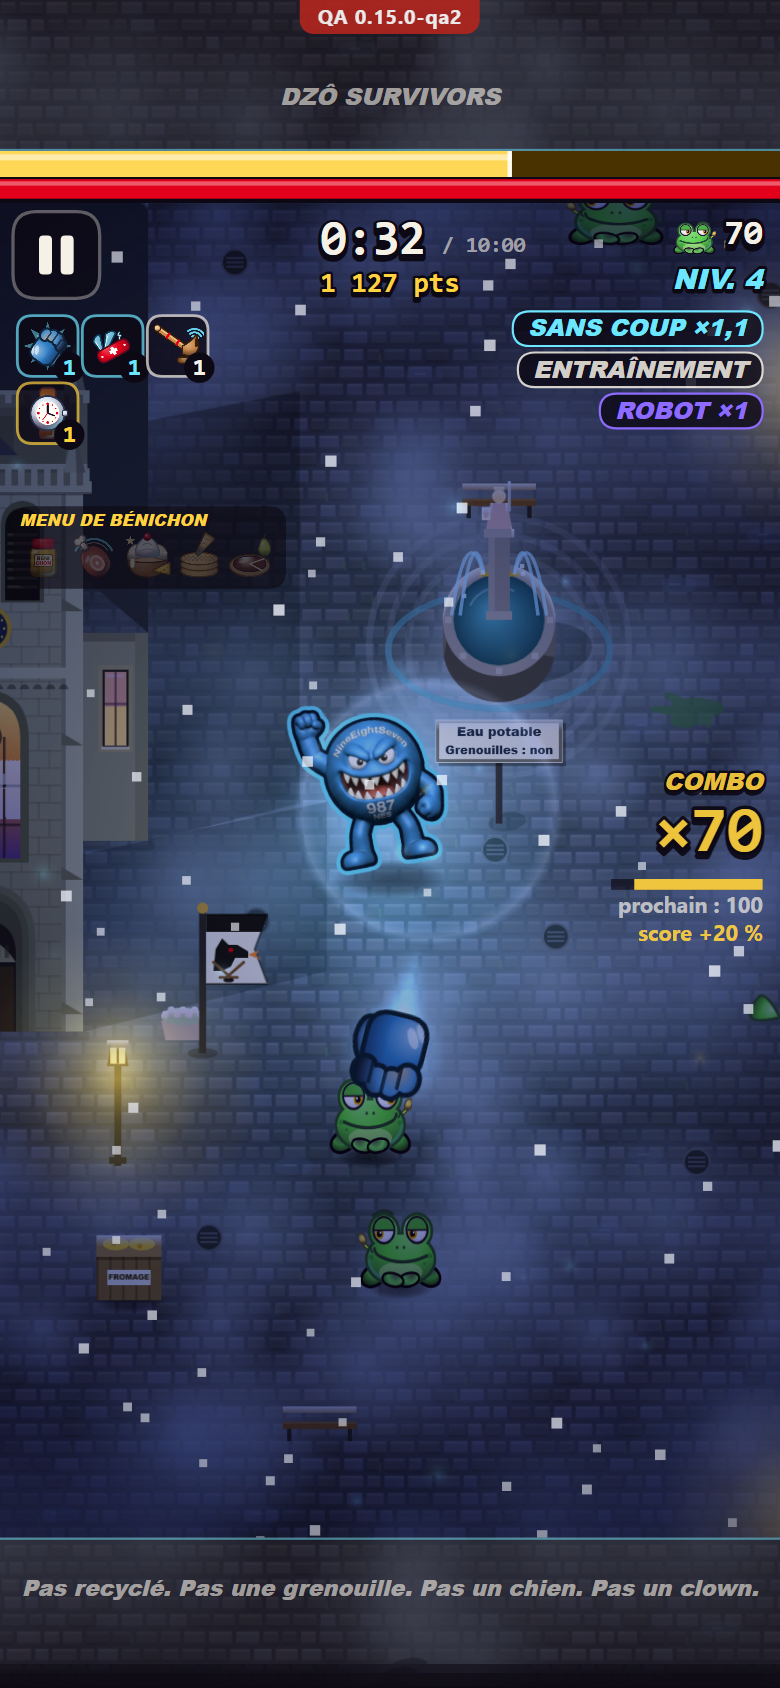 QA 0.15.0-qa2
DZÔ SURVIVORS
0:32 / 10:00
1 127 pts
70
NIV. 4
SANS COUP ×1,1
ENTRAÎNEMENT
ROBOT ×1
1
1
1
1
MENU DE BÉNICHON
NinoEightSeven
987
Eau potable
Grenouilles : non
COMBO
×70
prochain : 100
score +20 %
FROMAGE
Pas recyclé. Pas une grenouille. Pas un chien. Pas un clown.